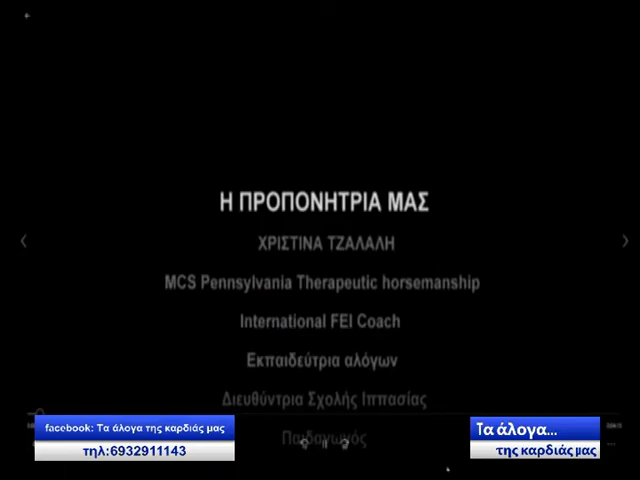 Η ΠΡΟΠΟΝΗΤΡΙΑ ΜΑΣ
ΧΡΙΣΤΙΝΑ ΤΖΑΛΑΛΗ
MCS Pennsylvania Therapeutic horsemanship
International FEI Coach
Εκπαιδεύτρια αλόγων
Διευθύντρια Σχολής Ιππασίας
Παιδαγωγός
facebook: Τα άλογα της καρδιάς μας
τηλ:6932911143
Τα άλογα...
της καρδιάς μας